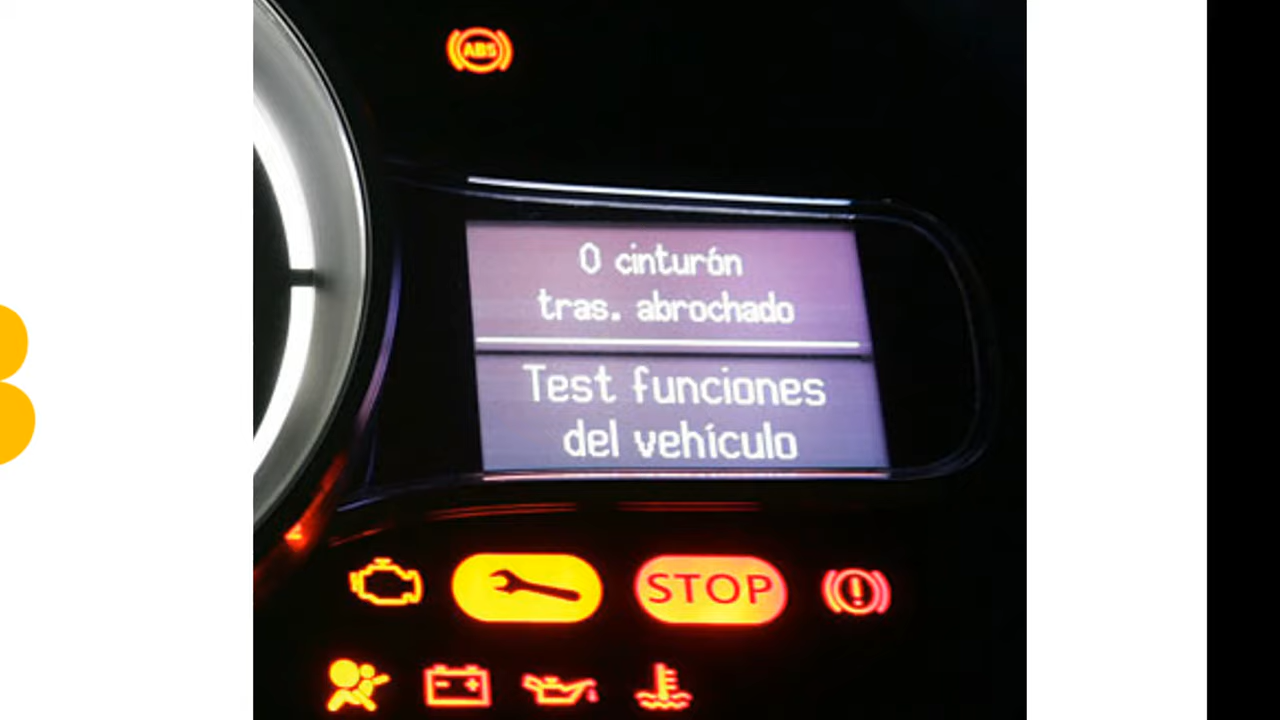 ABS
0 cinturón
tras. abrochado
Test funciones
del vehículo
STOP